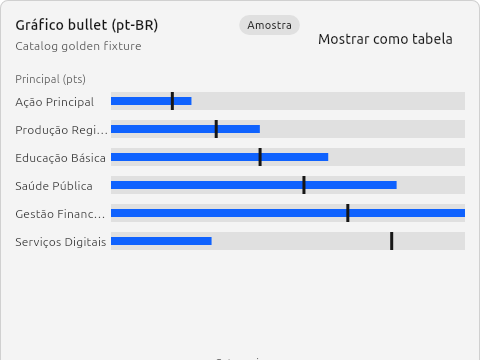 Gráfico bullet (pt-BR)
Amostra
Mostrar como tabela
Catalog golden fixture
Principal (pts)
Ação Principal
Produção Regi…
Educação Básica
Saúde Pública
Gestão Financ…
Serviços Digitais